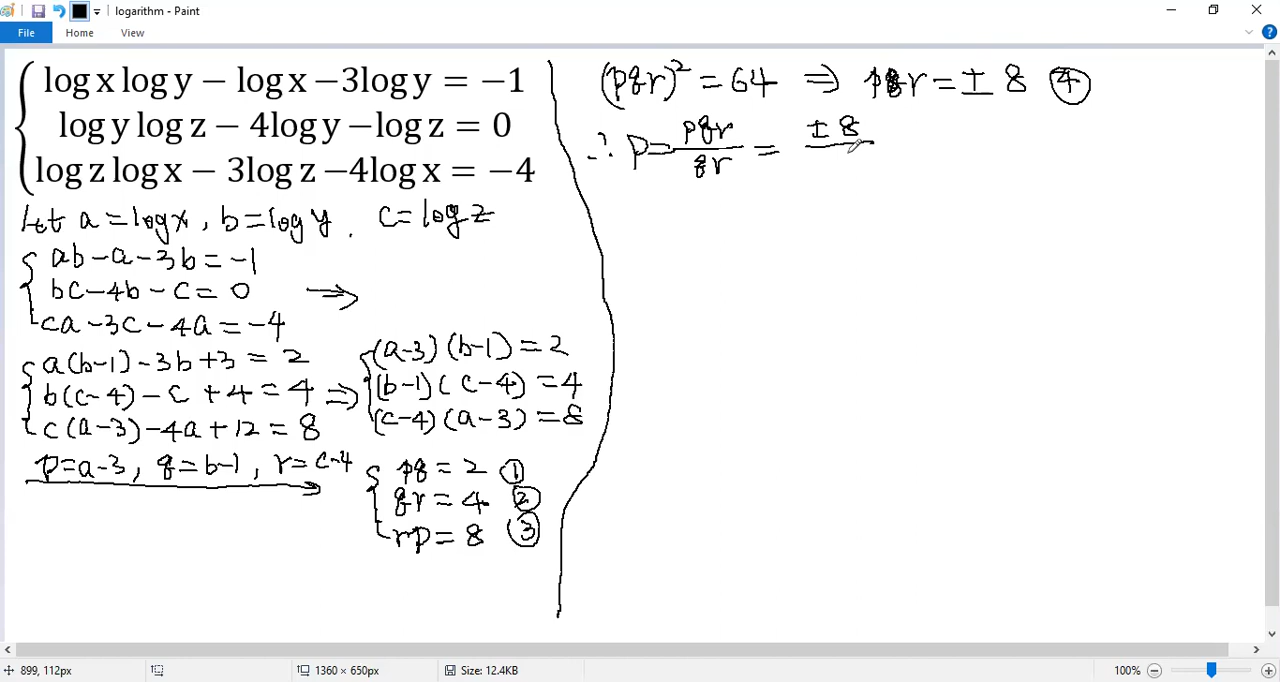 logarithm - Paint
File Home View
log x log y − log x −3log y = −1
log y log z − 4log y −log z = 0
log z log x − 3log z −4log x = −4
Let a = log x, b = log y, c = log z
ab − a − 3b = −1
bc − 4b − c = 0 ⇒
ca − 3c − 4a = −4
a(b−1) − 3b + 3 = 2
b(c−4) − c + 4 = 4 ⇒
c(a−3) − 4a + 12 = 8
(a−3)(b−1) = 2
(b−1)(c−4) = 4
(c−4)(a−3) = 8
p=a−3, q=b−1, r=c−4
pq = 2 ①
qr = 4 ②
rp = 8 ③
(pqr)² = 64 ⇒ pqr = ± 8 ④
∴ p = pqr / qr = ± 8
899, 112px
1360 × 650px
Size: 12.4KB
100%